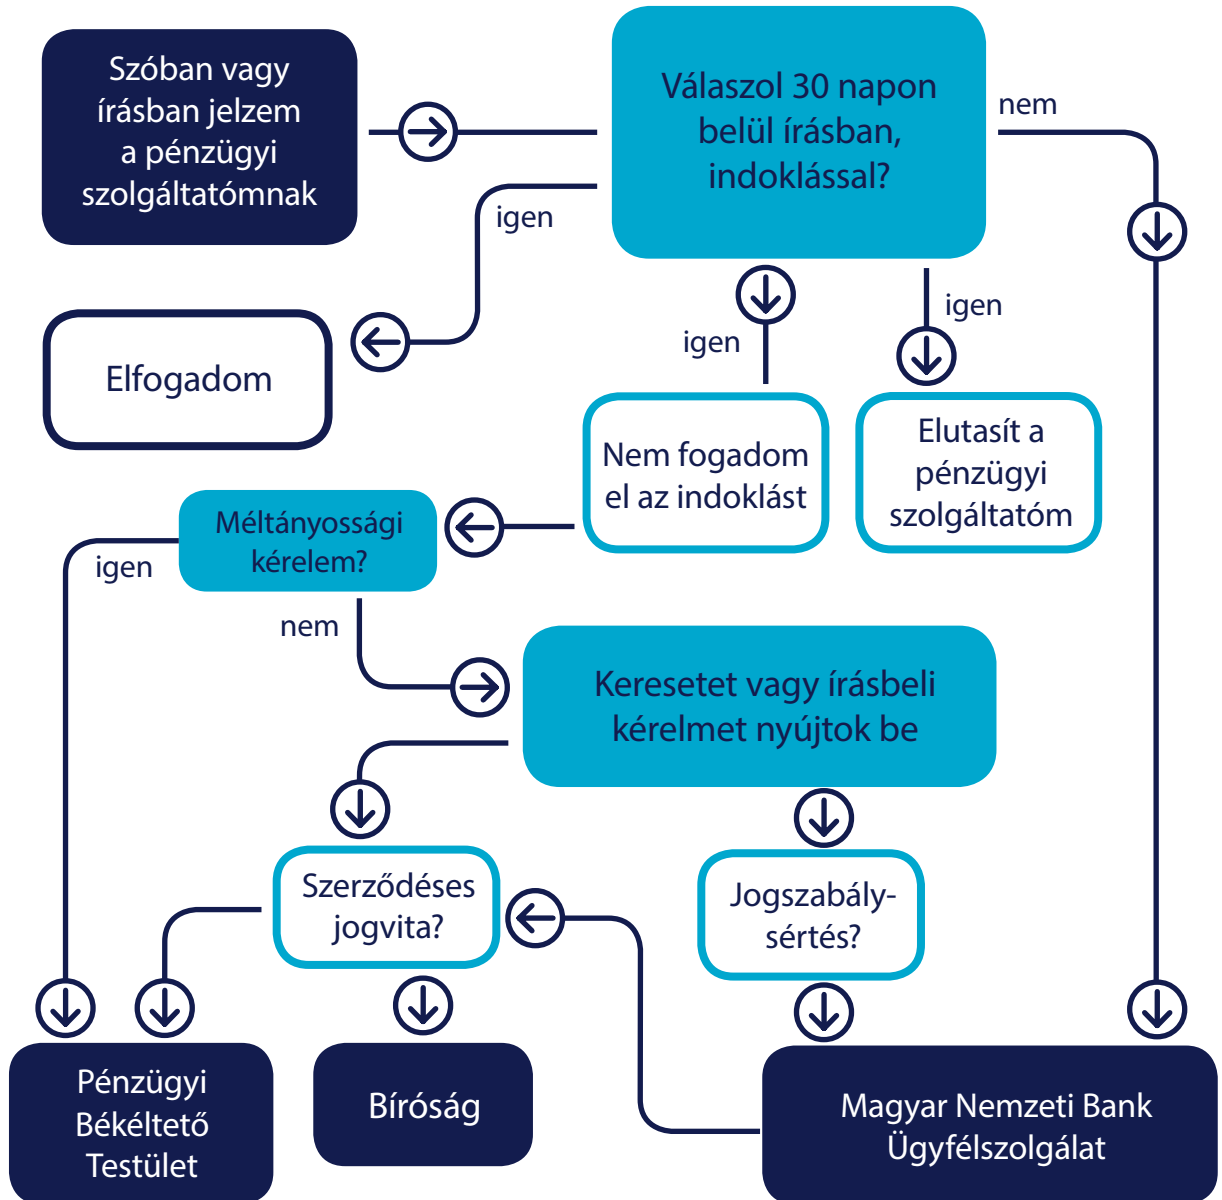 Szóban vagy
írásban jelzem
a pénzügyi
szolgáltatómnak
Válaszol 30 napon
belül írásban,
indoklással?
nem
igen
igen
igen
Elfogadom
Nem fogadom
el az indoklást
Elutasít a
pénzügyi
szolgáltatóm
Méltányossági
kérelem?
igen
nem
Keresetet vagy írásbeli
kérelmet nyújtok be
Szerződéses
jogvita?
Jogszabály-
sértés?
Pénzügyi
Békéltető
Testület
Bíróság
Magyar Nemzeti Bank
Ügyfélszolgálat